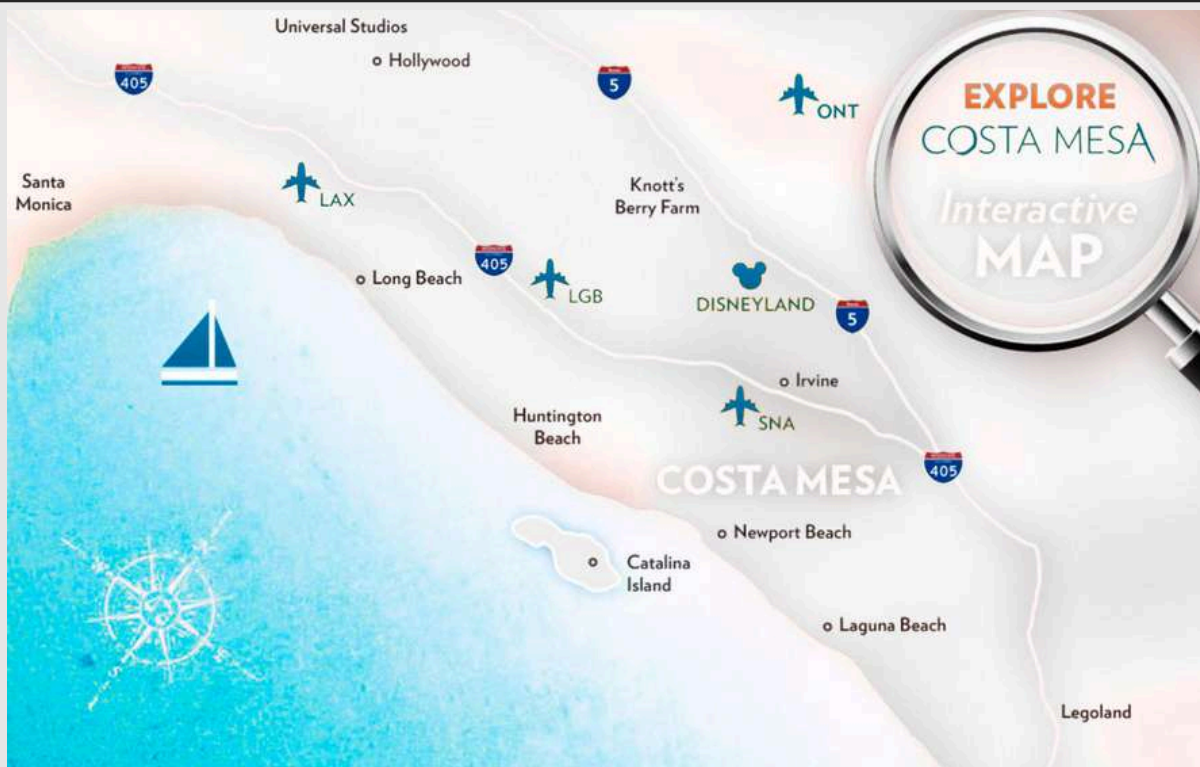 Universal Studios
Hollywood
INTERSTATE
405
5
ONT
EXPLORE
COSTA MESA
Interactive
MAP
Santa
Monica
LAX
Knott's
Berry Farm
405
Long Beach
LGB
DISNEYLAND
5
Irvine
Huntington
Beach
SNA
COSTA MESA
405
Newport Beach
Catalina
Island
Laguna Beach
Legoland